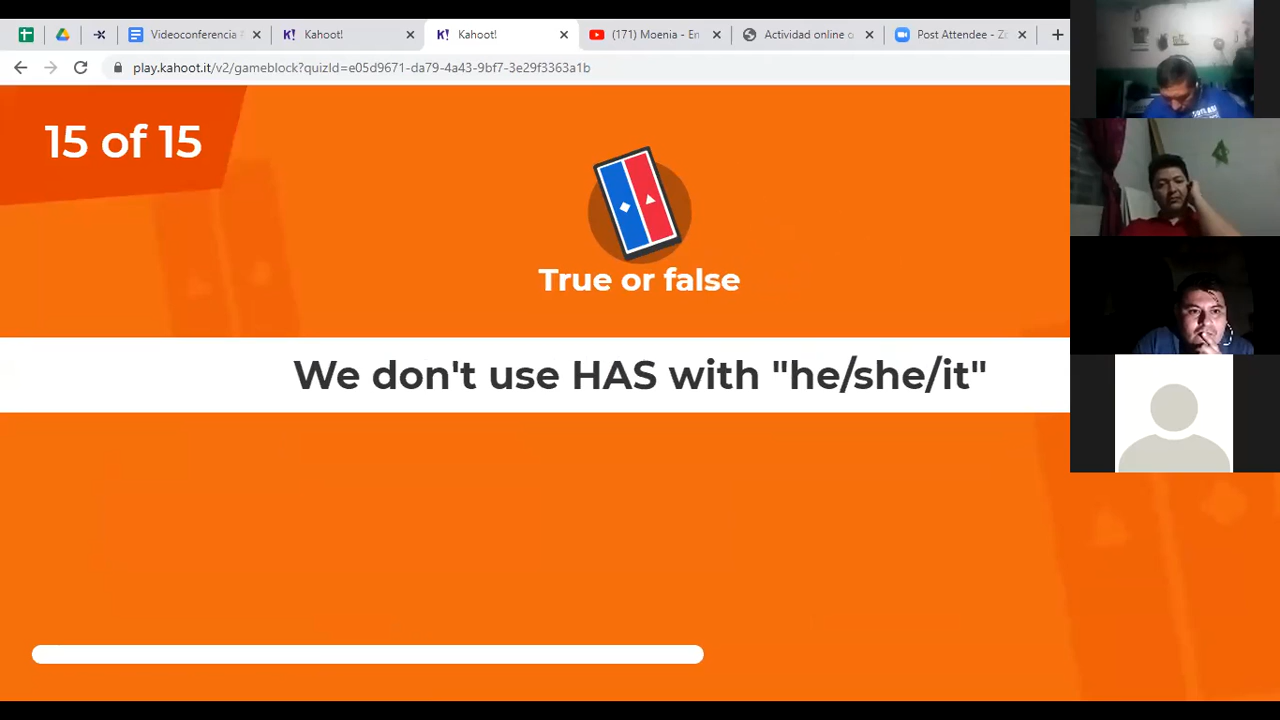 Videoconferencia
K! Kahoot!
K! Kahoot!
(171) Moenia - En
Actividad online o
Post Attendee - Z
play.kahoot.it/v2/gameblock?quizId=e05d9671-da79-4a43-9bf7-3e29f3363a1b
15 of 15
True or false
We don't use HAS with "he/she/it"